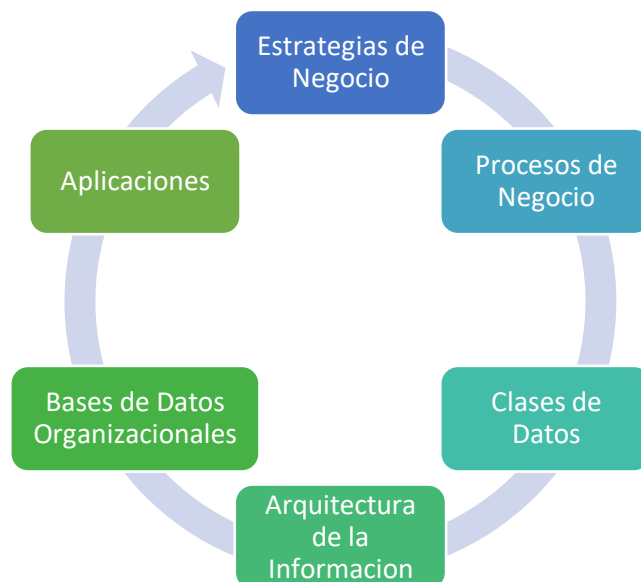 Estrategias de
Negocio
Procesos de
Negocio
Clases de
Datos
Arquitectura
de la
Informacion
Bases de Datos
Organizacionales
Aplicaciones